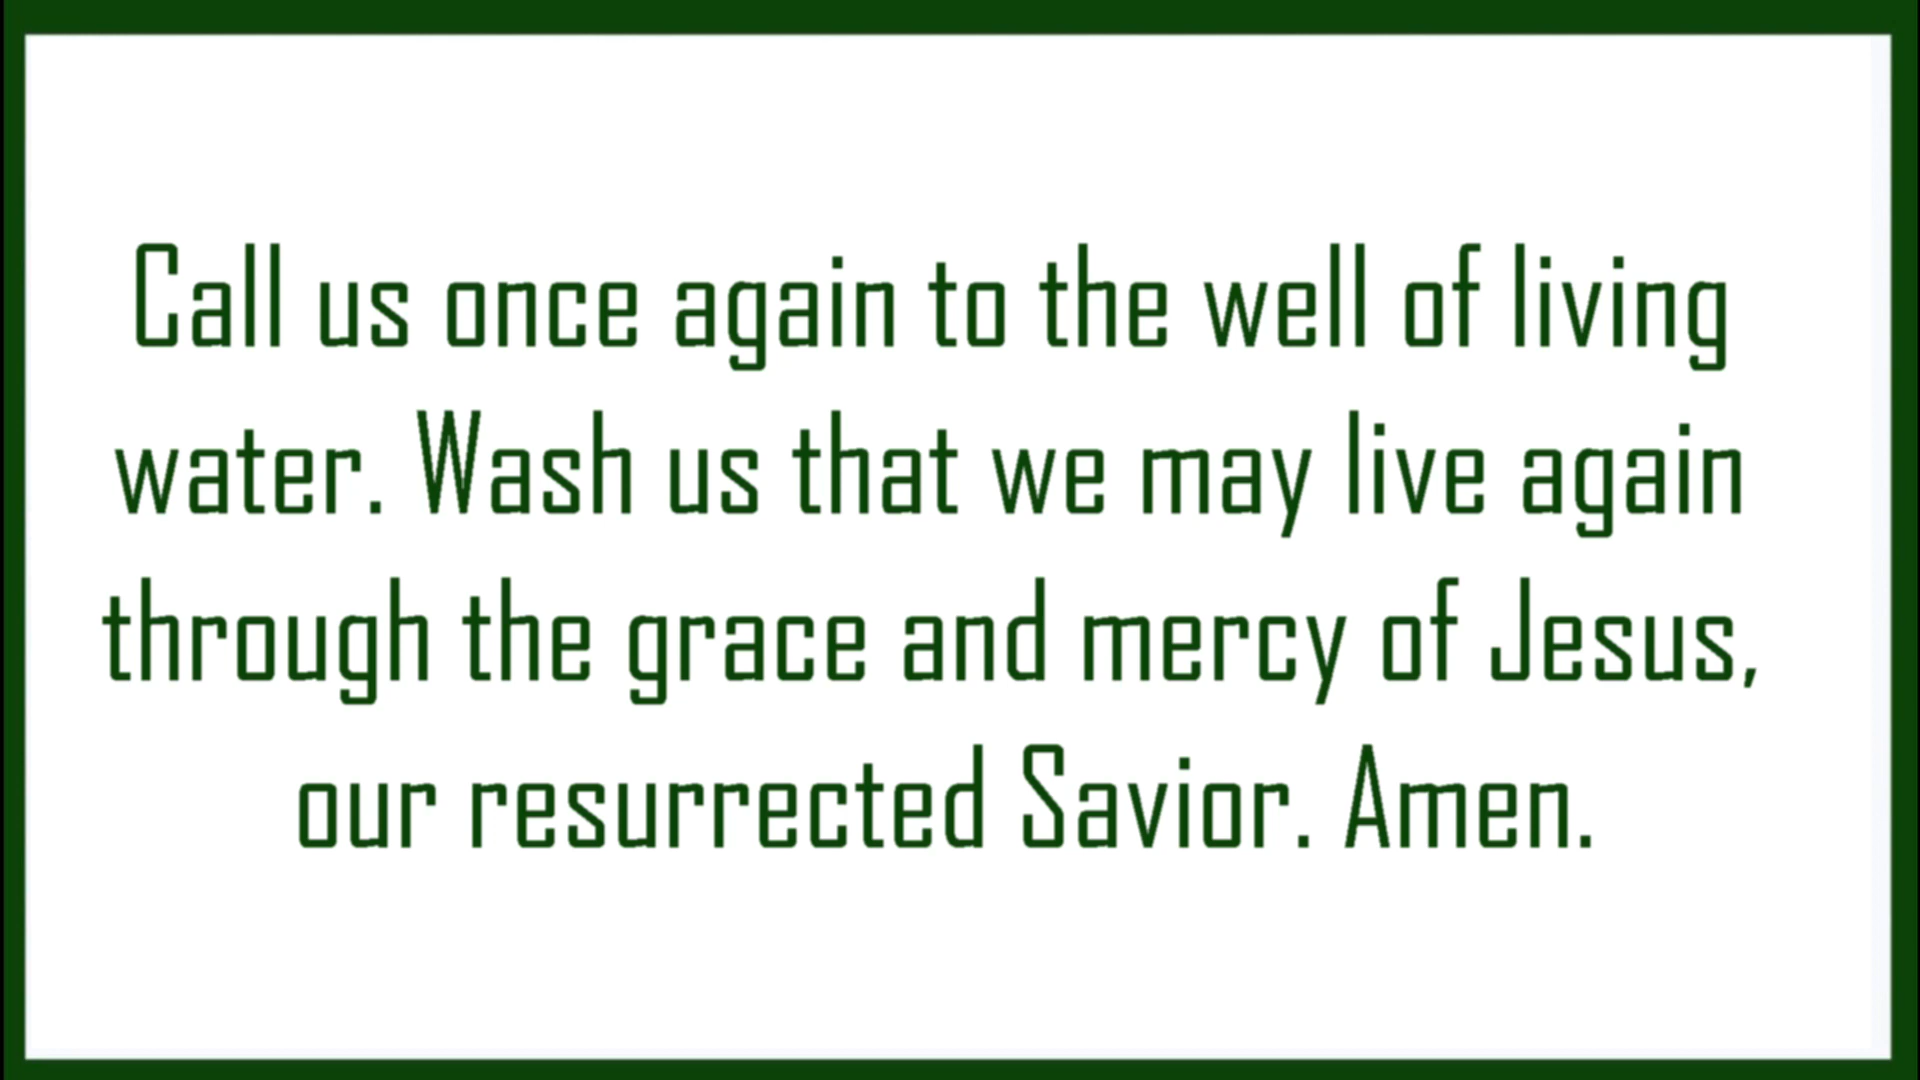 Call us once again to the well of living
water. Wash us that we may live again
through the grace and mercy of Jesus,
our resurrected Savior. Amen.